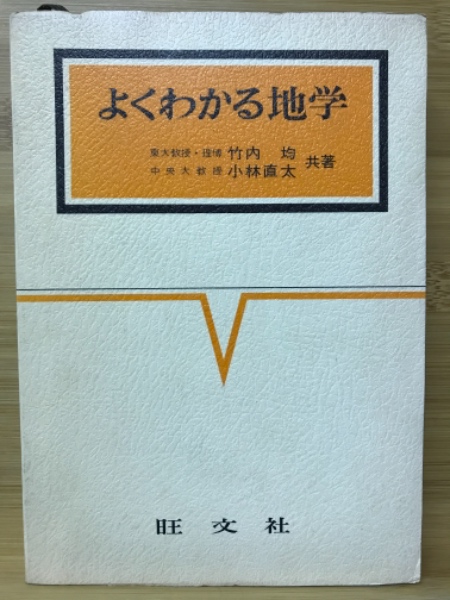 よくわかる地学
東大教授・理博 竹内 均
中央大教授 小林直太 共著
旺文社